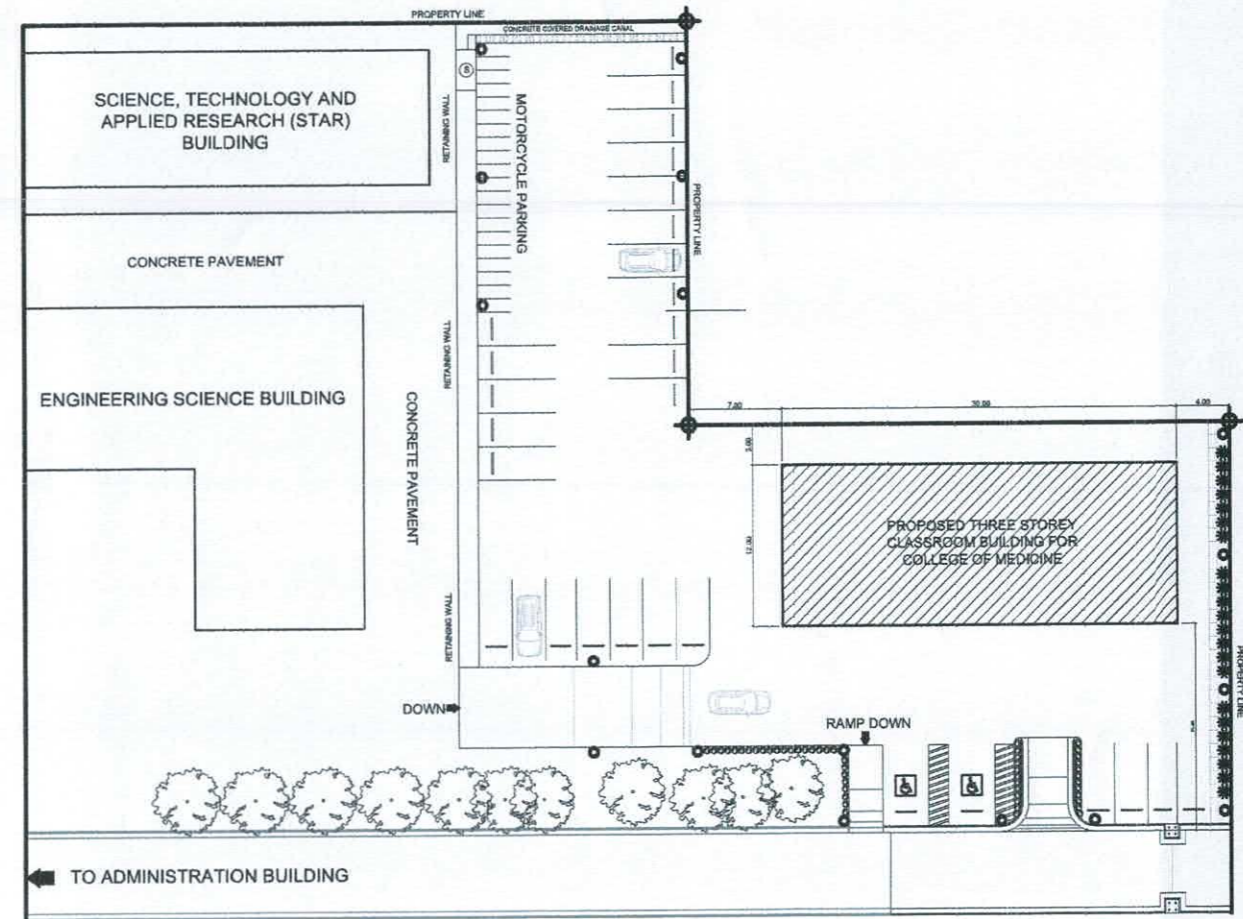 PROPERTY LINE
CONCRETE COVERED DRAINAGE CANAL
S
SCIENCE, TECHNOLOGY AND
APPLIED RESEARCH (STAR)
BUILDING
RETAINING WALL
MOTORCYCLE PARKING
PROPERTY LINE
CONCRETE PAVEMENT
RETAINING WALL
ENGINEERING SCIENCE BUILDING
CONCRETE PAVEMENT
7.00
30.00
4.00
3.00
12.00
PROPOSED THREE STOREY
CLASSROOM BUILDING FOR
COLLEGE OF MEDICINE
RETAINING WALL
PROPERTY LINE
DOWN
RAMP DOWN
TO ADMINISTRATION BUILDING